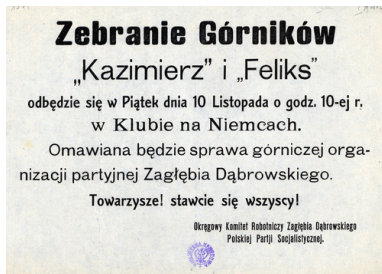 Zebranie Górników
„Kazimierz” i „Feliks”
odbędzie się w Piątek dnia 10 Listopada o godz. 10-ej r.
w Klubie na Niemcach.
Omawiana będzie sprawa górniczej orga-
nizacji partyjnej Zagłębia Dąbrowskiego.
Towarzysze! stawcie się wszyscy!
Okręgowy Komitet Robotniczy Zagłębia Dąbrowskiego
Polskiej Partji Socjalistycznej.